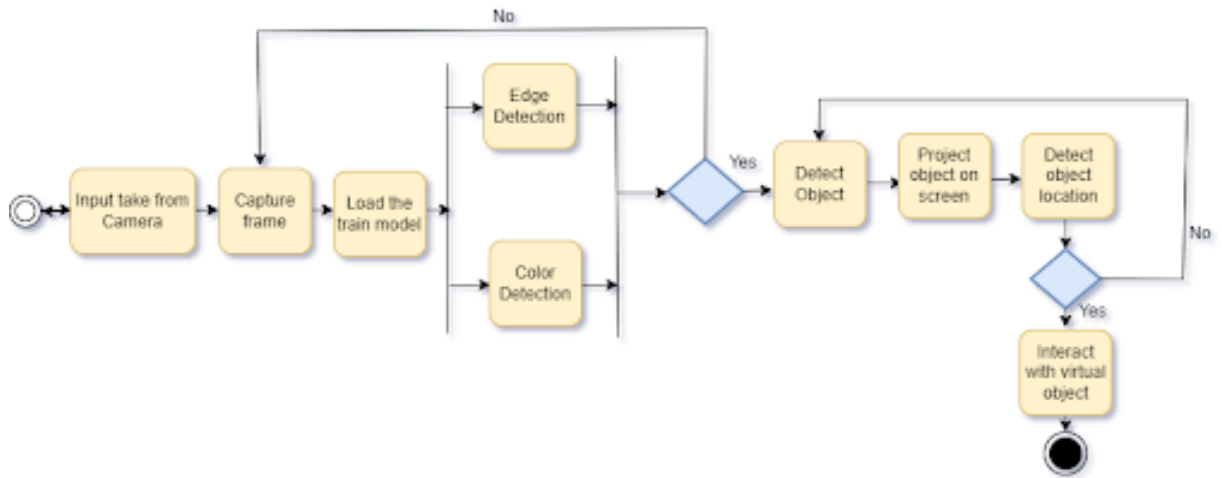 No
Edge
Detection
Input take from
Camera
Capture
frame
Load the
train model
Color
Detection
Yes
Detect
Object
Project
object on
screen
Detect
object
location
No
Yes
Interact
with virtual
object